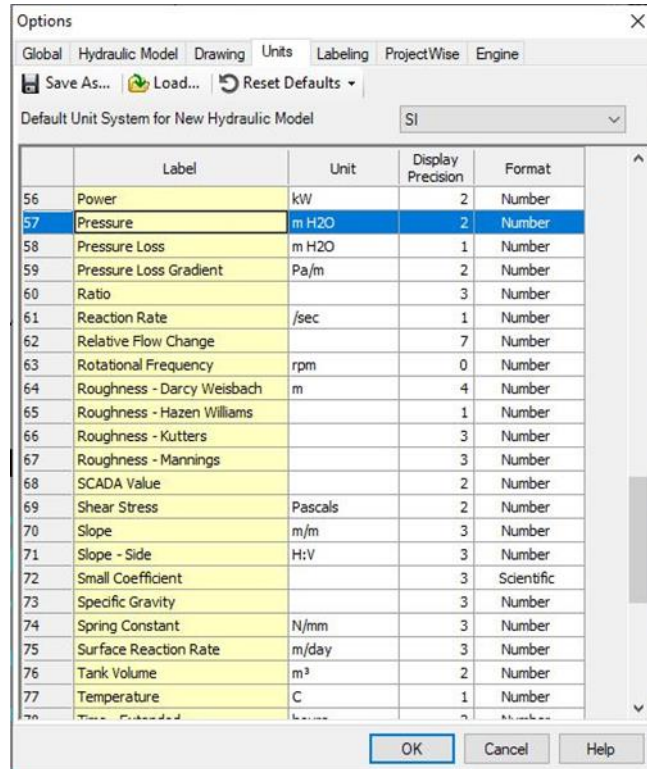 Options
Global Hydraulic Model Drawing Units Labeling ProjectWise Engine
Save As... Load... Reset Defaults
Default Unit System for New Hydraulic Model SI
Label Unit Display Precision Format
56 Power kW 2 Number
57 Pressure m H2O 2 Number
58 Pressure Loss m H2O 1 Number
59 Pressure Loss Gradient Pa/m 2 Number
60 Ratio 3 Number
61 Reaction Rate /sec 1 Number
62 Relative Flow Change 7 Number
63 Rotational Frequency rpm 0 Number
64 Roughness - Darcy Weisbach m 4 Number
65 Roughness - Hazen Williams 1 Number
66 Roughness - Kutters 3 Number
67 Roughness - Mannings 3 Number
68 SCADA Value 2 Number
69 Shear Stress Pascals 2 Number
70 Slope m/m 3 Number
71 Slope - Side H:V 3 Number
72 Small Coefficient 3 Scientific
73 Specific Gravity 3 Number
74 Spring Constant N/mm 3 Number
75 Surface Reaction Rate m/day 3 Number
76 Tank Volume m³ 2 Number
77 Temperature C 1 Number
OK Cancel Help